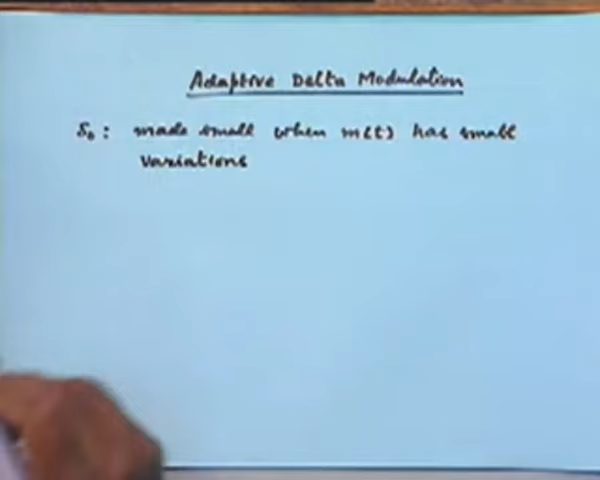 Adaptive Delta Modulation
δ₀ : made small when m(t) has small
variations